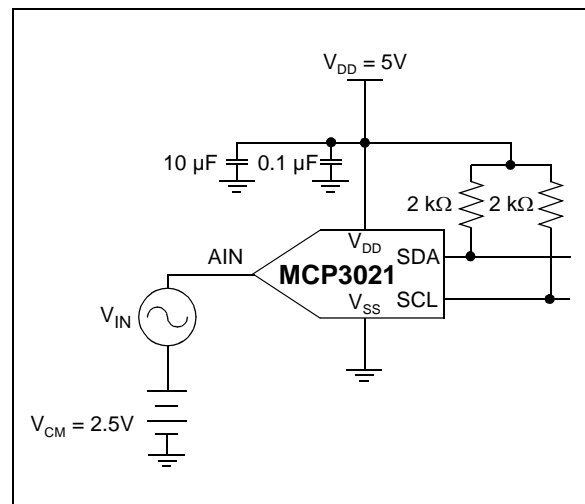 V_DD = 5V
10 µF 0.1 µF
2 kΩ 2 kΩ
AIN
V_DD
SDA
MCP3021
V_SS
SCL
V_IN
V_CM = 2.5V